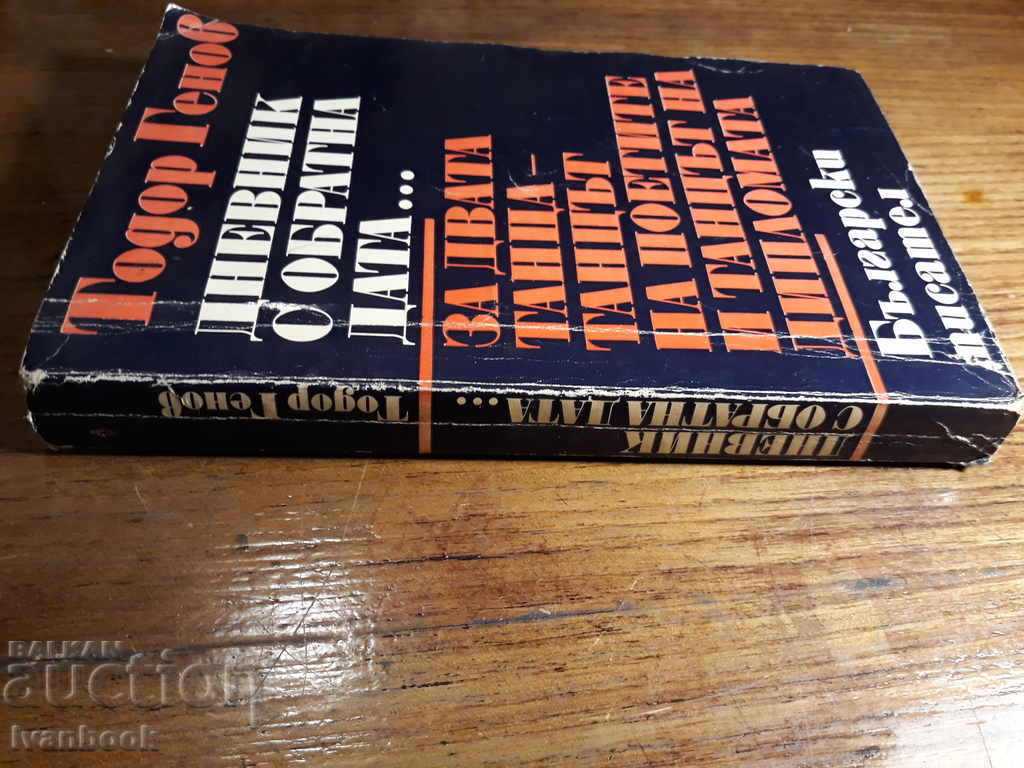 Тодор Генов
ДНЕВНИК
С ОБРАТНА
ДАТА...
ЗА ДВАТА
ТАНЦА –
ТАНЦЪТ
НА ПОЕТИТЕ
И ТАНЦЪТ НА
ДИПЛОМАТА
Български
писател
Тодор Генов
ДНЕВНИК
С ОБРАТНА ДАТА...
BALKAN
auction
Ivanbook